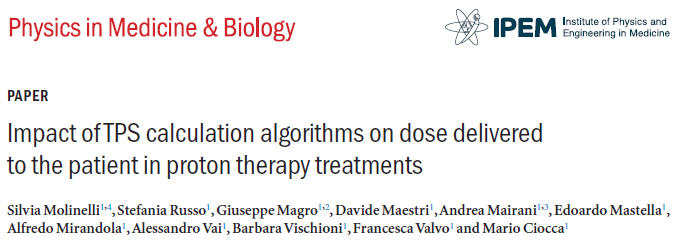 Physics in Medicine & Biology
IPEM Institute of Physics and
Engineering in Medicine
PAPER
Impact of TPS calculation algorithms on dose delivered
to the patient in proton therapy treatments
Silvia Molinelli1,4, Stefania Russo1, Giuseppe Magro1,2, Davide Maestri1, Andrea Mairani1,3, Edoardo Mastella1,
Alfredo Mirandola1, Alessandro Vai1, Barbara Vischioni1, Francesca Valvo1 and Mario Ciocca1